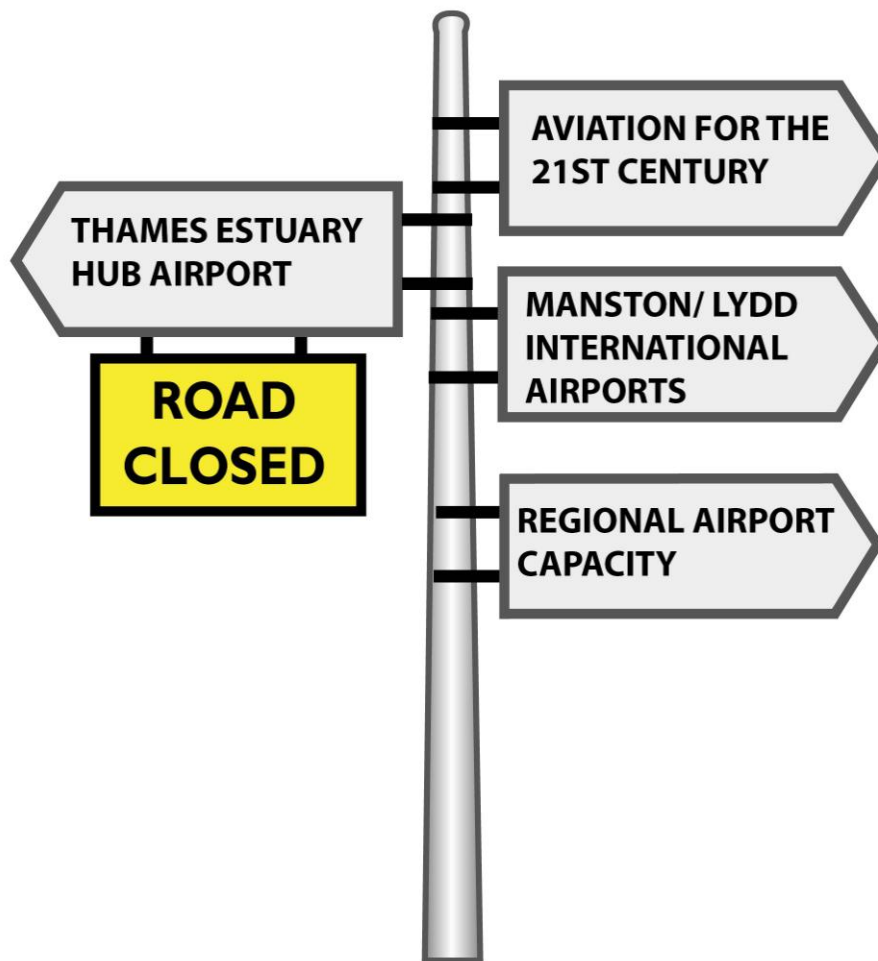 AVIATION FOR THE
21ST CENTURY
THAMES ESTUARY
HUB AIRPORT
MANSTON/ LYDD
INTERNATIONAL
AIRPORTS
ROAD
CLOSED
REGIONAL AIRPORT
CAPACITY